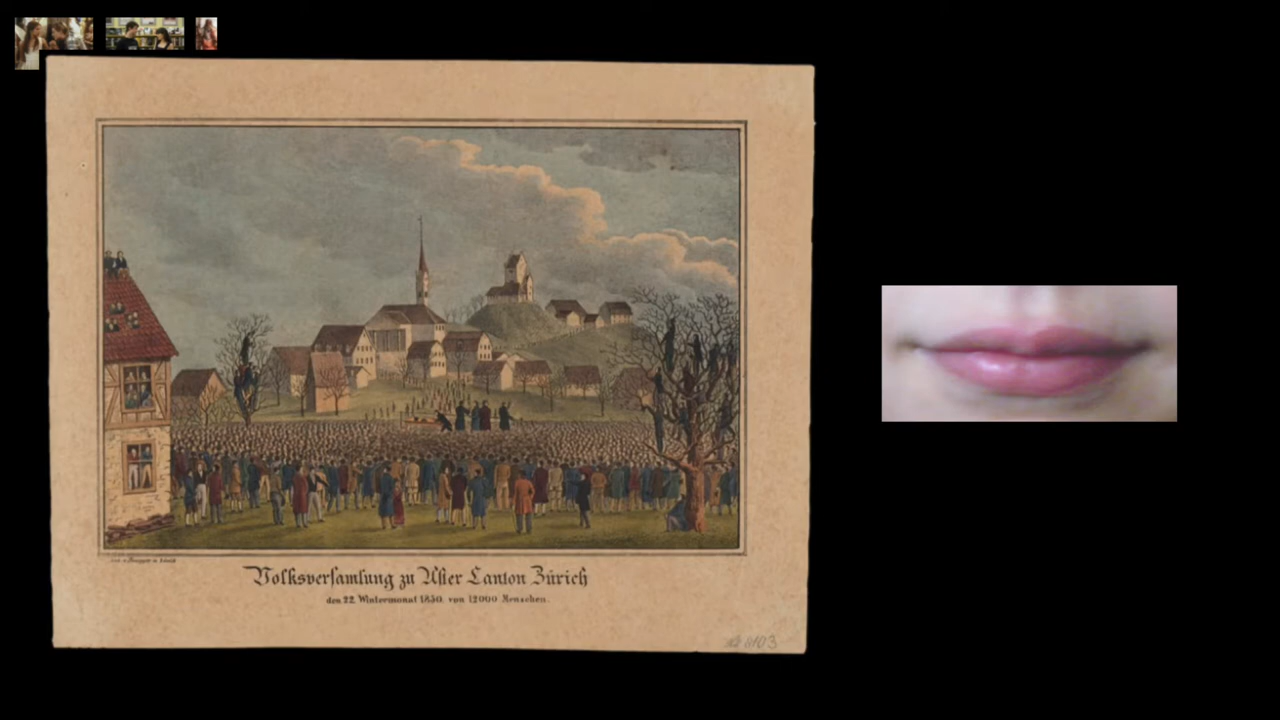 Volksversamlung zu Uster Canton Zürich
den 22. Wintermonat 1830. von 12000 Menschen.